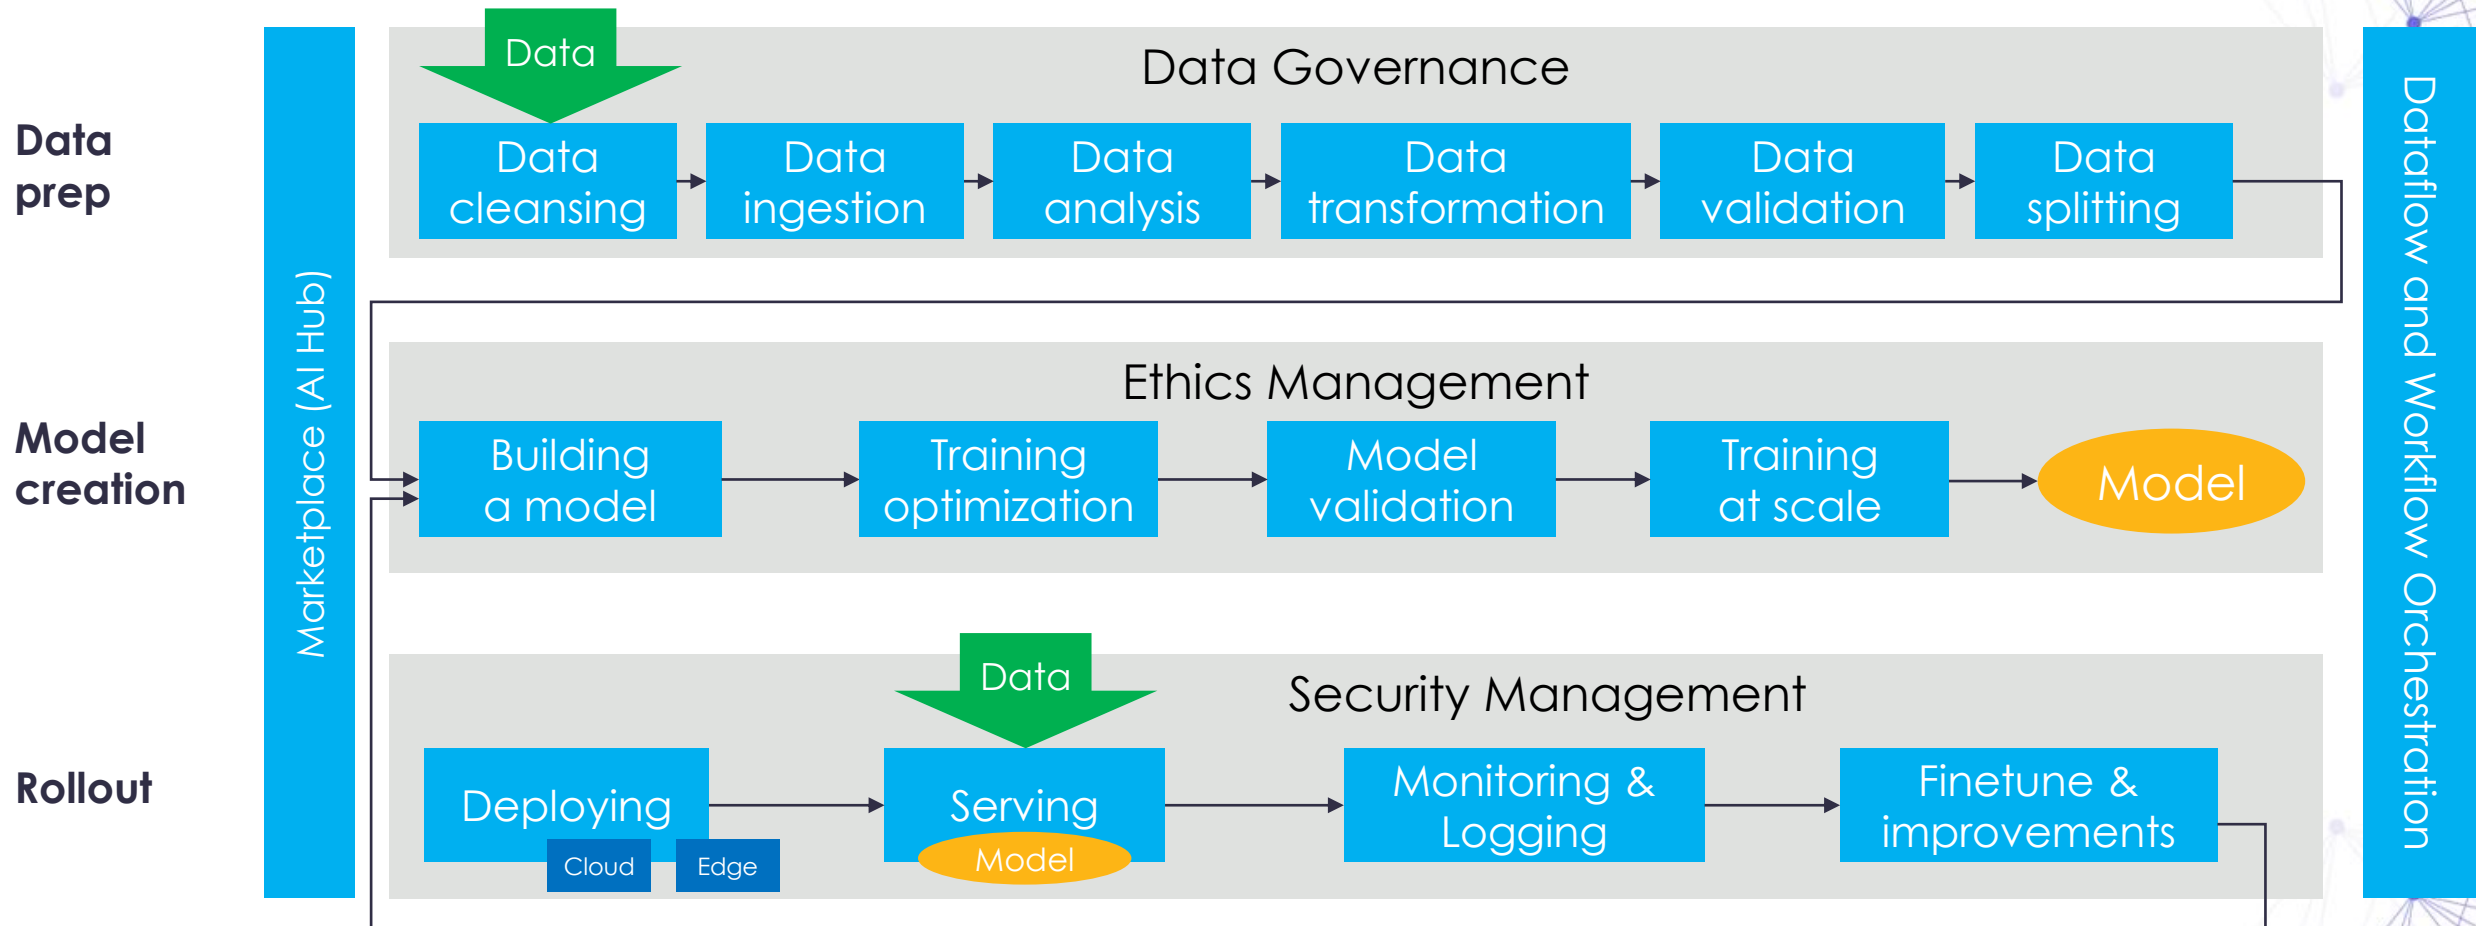 Data
Data Governance
Data
prep
Data
cleansing
Data
ingestion
Data
analysis
Data
transformation
Data
validation
Data
splitting
Marketplace (AI Hub)
Dataflow and Workflow Orchestration
Ethics Management
Model
creation
Building
a model
Training
optimization
Model
validation
Training
at scale
Model
Data
Security Management
Rollout
Deploying
Cloud
Edge
Serving
Model
Monitoring &
Logging
Finetune &
improvements